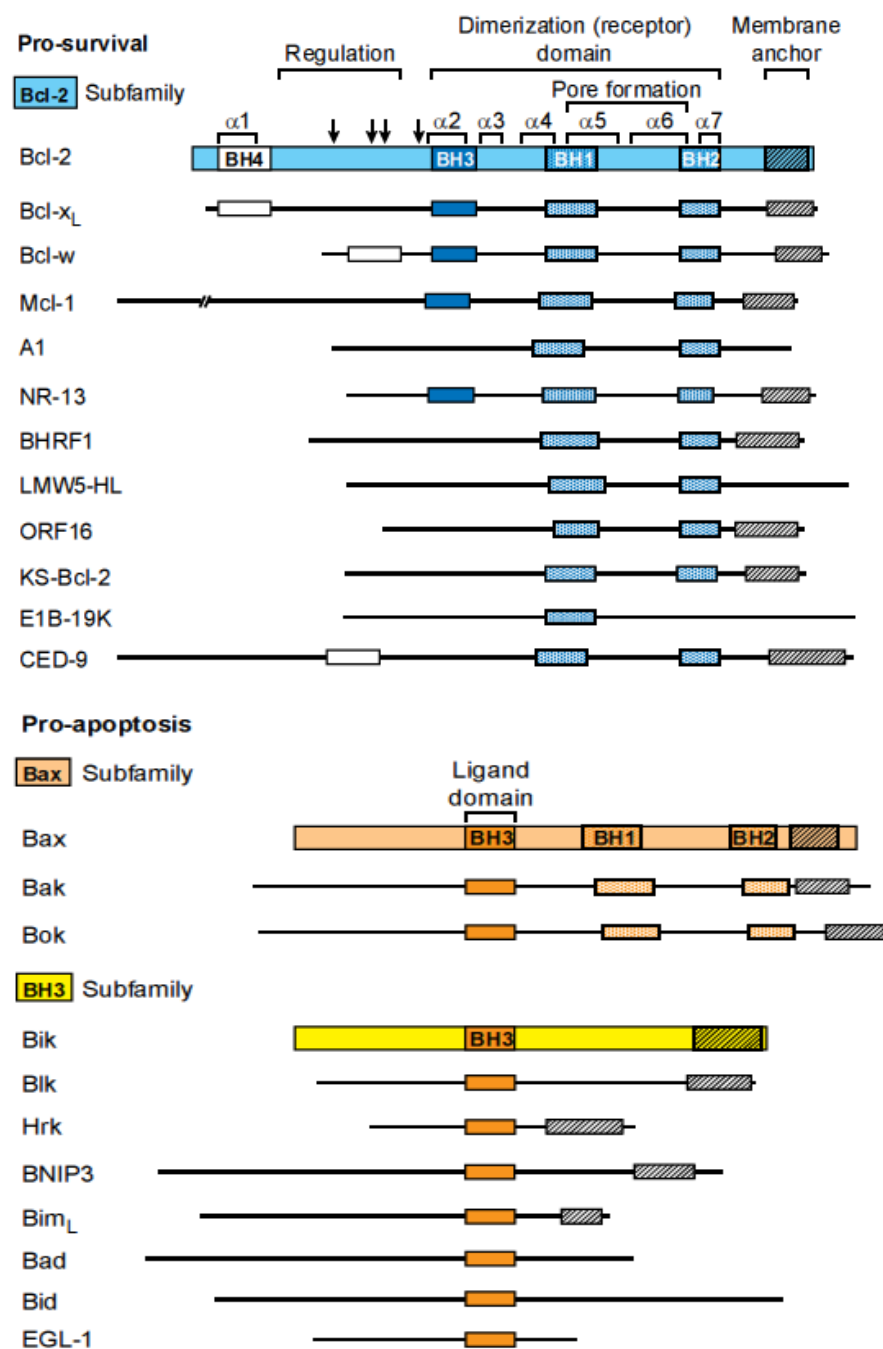 Pro-survival
Regulation
Dimerization (receptor)
domain
Membrane
anchor
Bcl-2 Subfamily
Pore formation
α1 α2 α3 α4 α5 α6 α7
Bcl-2 BH4 BH3 BH1 BH2
Bcl-xL
Bcl-w
Mcl-1
A1
NR-13
BHRF1
LMW5-HL
ORF16
KS-Bcl-2
E1B-19K
CED-9
Pro-apoptosis
Bax Subfamily
Ligand
domain
Bax BH3 BH1 BH2
Bak
Bok
BH3 Subfamily
Bik BH3
Blk
Hrk
BNIP3
BimL
Bad
Bid
EGL-1